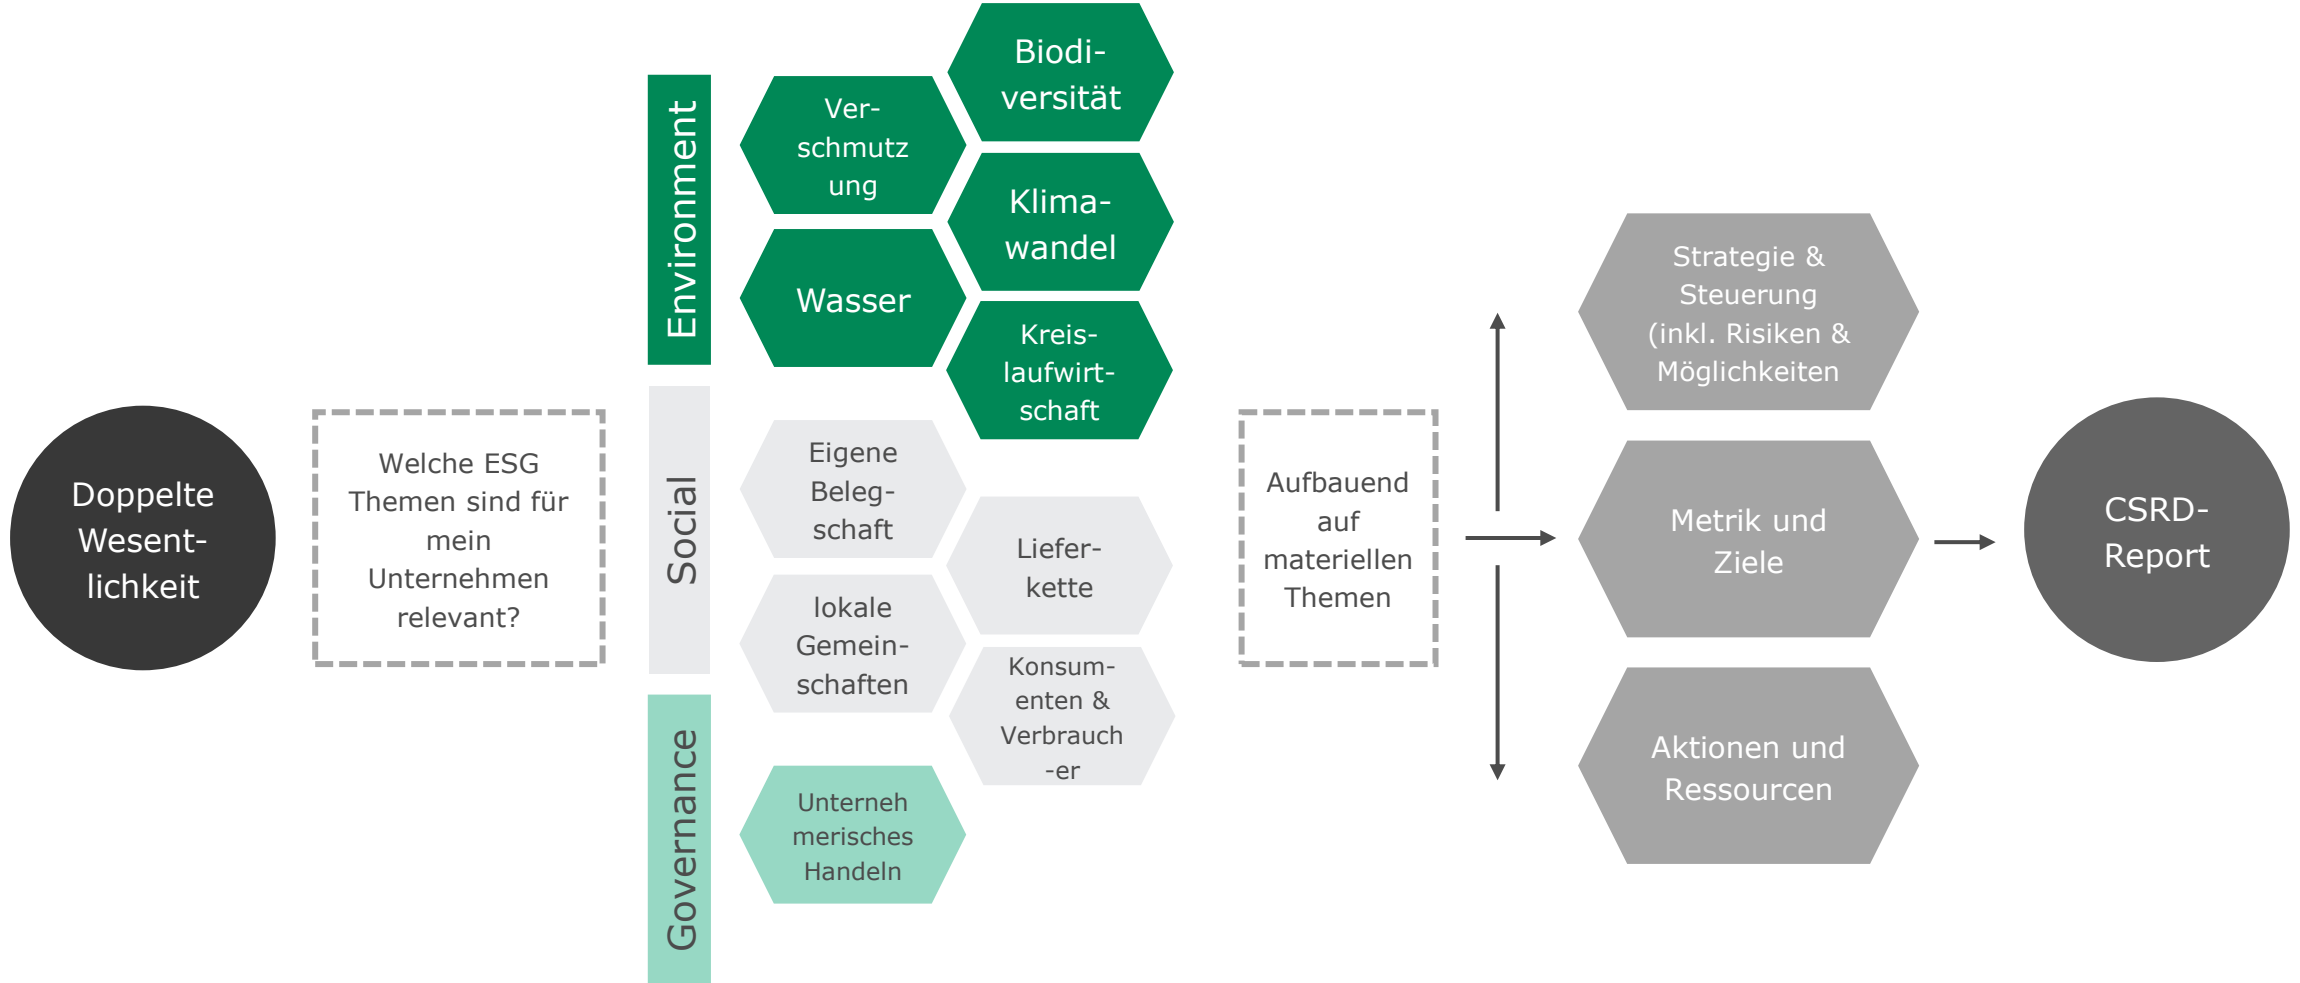 Doppelte
Wesent-
lichkeit
Welche ESG
Themen sind für
mein
Unternehmen
relevant?
Environment
Ver-
schmutz
ung
Biodi-
versität
Klima-
wandel
Wasser
Kreis-
laufwirt-
schaft
Social
Eigene
Beleg-
schaft
Liefer-
kette
lokale
Gemein-
schaften
Konsum-
enten &
Verbrauch
-er
Governance
Unterneh
merisches
Handeln
Aufbauend
auf
materiellen
Themen
Strategie &
Steuerung
(inkl. Risiken &
Möglichkeiten
Metrik und
Ziele
Aktionen und
Ressourcen
CSRD-
Report